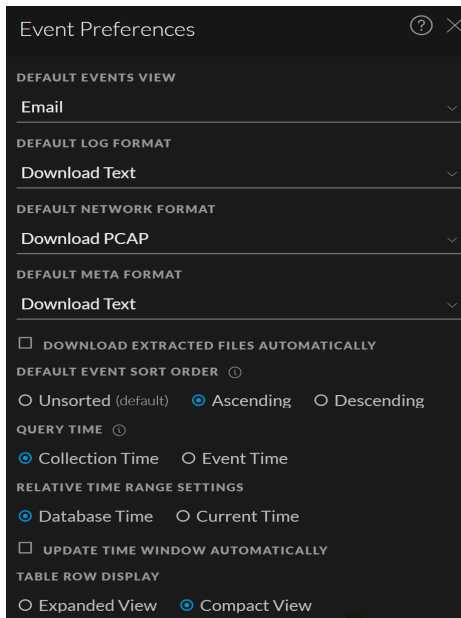 Event Preferences
DEFAULT EVENTS VIEW
Email
DEFAULT LOG FORMAT
Download Text
DEFAULT NETWORK FORMAT
Download PCAP
DEFAULT META FORMAT
Download Text
DOWNLOAD EXTRACTED FILES AUTOMATICALLY
DEFAULT EVENT SORT ORDER
Unsorted (default) Ascending Descending
QUERY TIME
Collection Time Event Time
RELATIVE TIME RANGE SETTINGS
Database Time Current Time
UPDATE TIME WINDOW AUTOMATICALLY
TABLE ROW DISPLAY
Expanded View Compact View